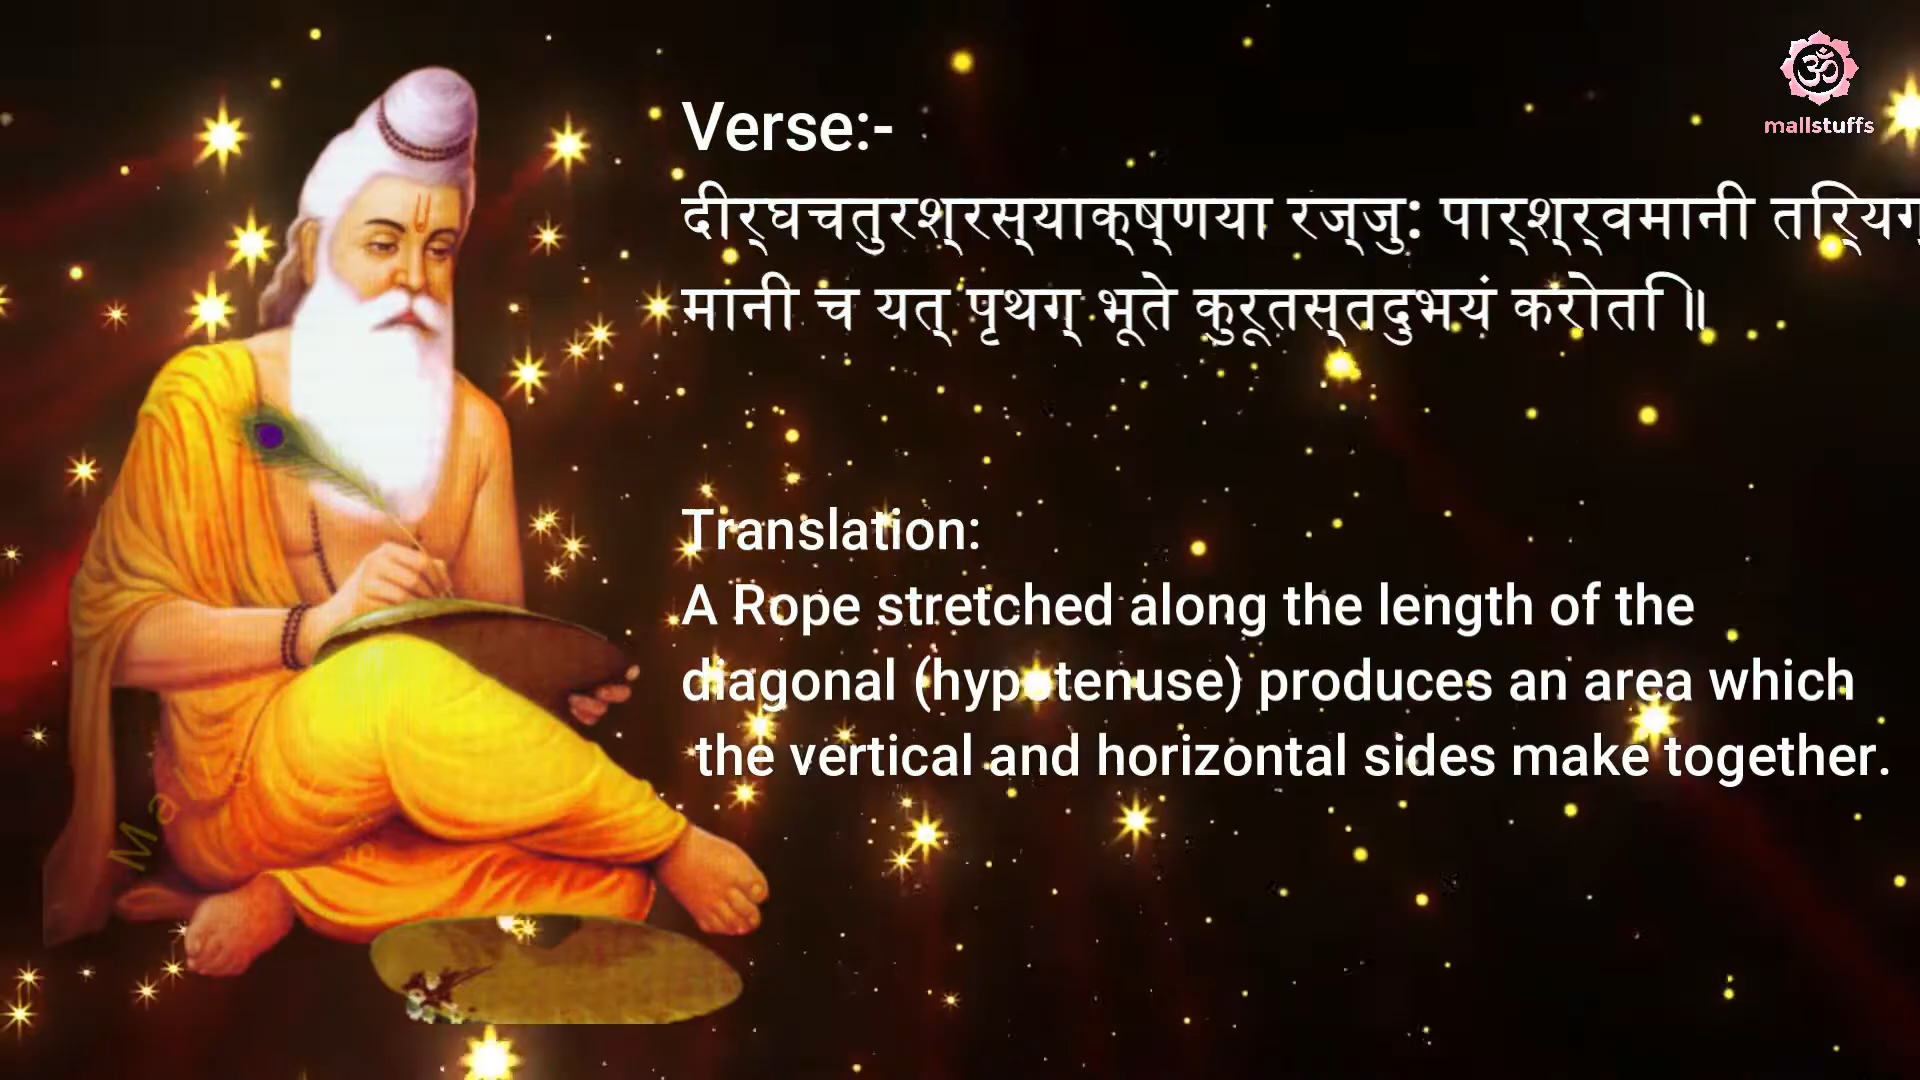 ॐ
mallstuffs
Verse:-
दीर्‌घचतुरश्‌रस्‌याक्‌ष्‌णया रज्‌जु: पार्‌श्‌र्‌वमानी तर्‌ियग्‌
मानी च यत्‌ पृथग्‌ भूते कुरूतस्‌तदुभयं करोति॥
Translation:
A Rope stretched along the length of the
diagonal (hypotenuse) produces an area which
the vertical and horizontal sides make together.